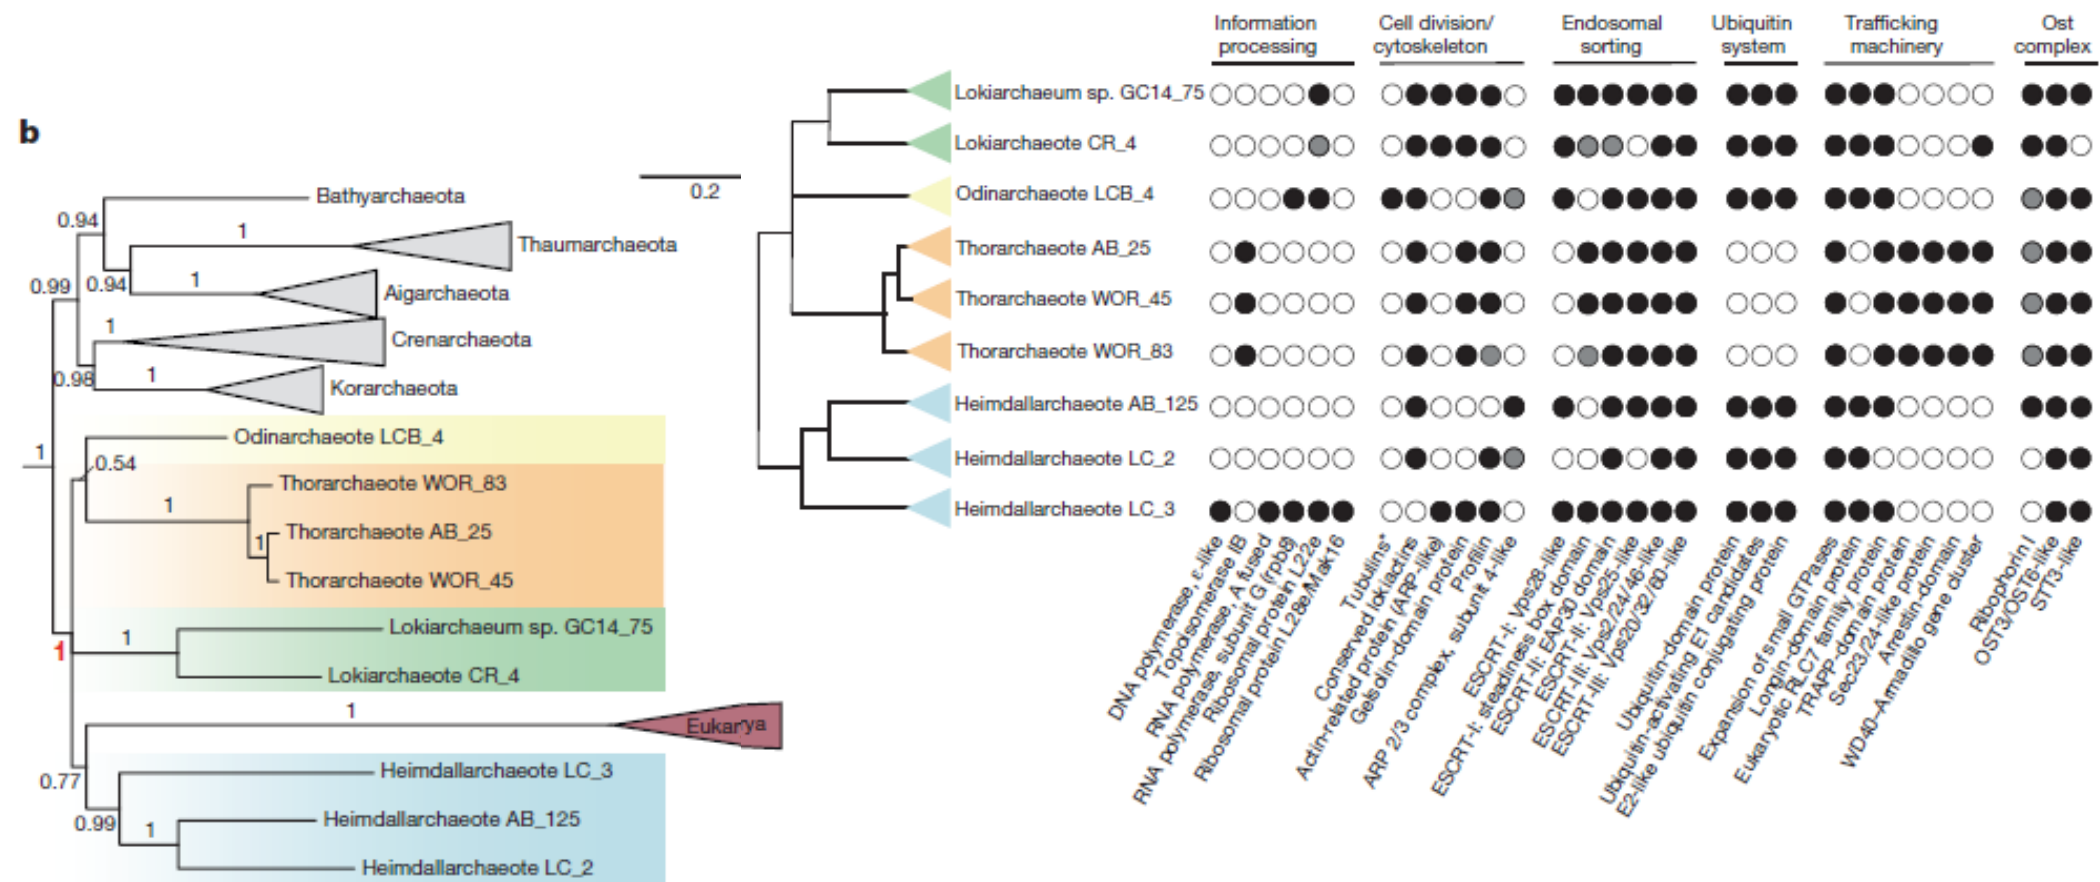 b
Bathyarchaeota
0.94
1
Thaumarchaeota
0.99
0.94
1
Aigarchaeota
1
Crenarchaeota
0.98
1
Korarchaeota
1
Odinarchaeote LCB_4
0.54
Thorarchaeote WOR_83
1
Thorarchaeote AB_25
1
Thorarchaeote WOR_45
1
Lokiarchaeum sp. GC14_75
1
Lokiarchaeote CR_4
1
Eukarya
0.77
Heimdallarchaeote LC_3
0.99
1
Heimdallarchaeote AB_125
Heimdallarchaeote LC_2
0.2
Information
processing
Cell division/
cytoskeleton
Endosomal
sorting
Ubiquitin
system
Trafficking
machinery
Ost
complex
Lokiarchaeum sp. GC14_75
Lokiarchaeote CR_4
Odinarchaeote LCB_4
Thorarchaeote AB_25
Thorarchaeote WOR_45
Thorarchaeote WOR_83
Heimdallarchaeote AB_125
Heimdallarchaeote LC_2
Heimdallarchaeote LC_3
DNA polymerase, ε-like
Topoisomerase IB
RNA polymerase, A fused
RNA polymerase, subunit G (rpb8)
Ribosomal protein L22e
Ribosomal protein L28e/Mak16
Tubulins*
Conserved lokiactins
Actin-related protein (ARP-like)
Gelsolin-domain protein
Profilin
ARP 2/3 complex, subunit 4-like
ESCRT-I: Vps28-like
ESCRT-I: steadiness box domain
ESCRT-II: EAP30 domain
ESCRT-II: Vps25-like
ESCRT-III: Vps2/24/46-like
ESCRT-III: Vps20/32/60-like
Ubiquitin-domain protein
Ubiquitin-activating E1 candidates
E2-like ubiquitin conjugating protein
Expansion of small GTPases
Longin-domain protein
Eukaryotic RLC7 familiy protein
TRAPP-domain protein
Sec23/24-like protein
Arrestin-domain
WD40–Armadillo gene cluster
Ribophorin I
OST3/OST6-like
STT3-like